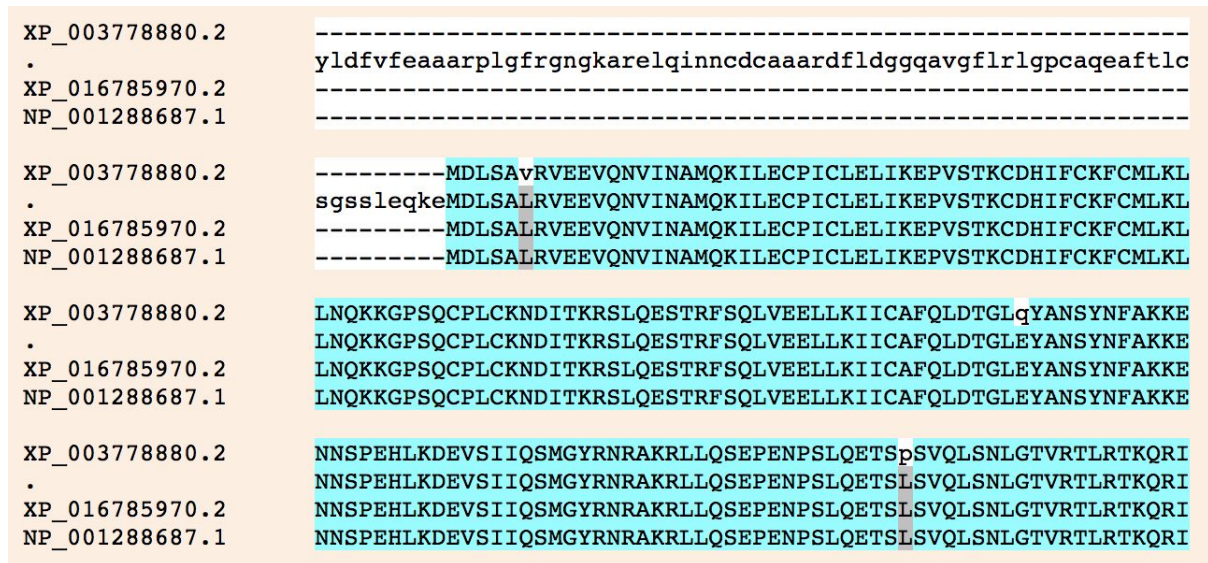 XP_003778880.2 ------------------------------------------------------------
. yldfvfeaaarplgfrgngkarelqinncdcaaardfldggqavgflrlgpcaqeaftlc
XP_016785970.2 ------------------------------------------------------------
NP_001288687.1 ------------------------------------------------------------
XP_003778880.2 ---------MDLSAvRVEEVQNVINAMQKILECPICLELIKEPVSTKCDHIFCKFCMLKL
. sgssleqkeMDLSALRVEEVQNVINAMQKILECPICLELIKEPVSTKCDHIFCKFCMLKL
XP_016785970.2 ---------MDLSALRVEEVQNVINAMQKILECPICLELIKEPVSTKCDHIFCKFCMLKL
NP_001288687.1 ---------MDLSALRVEEVQNVINAMQKILECPICLELIKEPVSTKCDHIFCKFCMLKL
XP_003778880.2 LNQKKGPSQCPLCKNDITKRSLQESTRFSQLVEELLKIICAFQLDTGLqYANSYNFAKKE
. LNQKKGPSQCPLCKNDITKRSLQESTRFSQLVEELLKIICAFQLDTGLEYANSYNFAKKE
XP_016785970.2 LNQKKGPSQCPLCKNDITKRSLQESTRFSQLVEELLKIICAFQLDTGLEYANSYNFAKKE
NP_001288687.1 LNQKKGPSQCPLCKNDITKRSLQESTRFSQLVEELLKIICAFQLDTGLEYANSYNFAKKE
XP_003778880.2 NNSPEHLKDEVSIIQSMGYRNRAKRLLQSEPENPSLQETSpSVQLSNLGTVRTLRTKQRI
. NNSPEHLKDEVSIIQSMGYRNRAKRLLQSEPENPSLQETSLSVQLSNLGTVRTLRTKQRI
XP_016785970.2 NNSPEHLKDEVSIIQSMGYRNRAKRLLQSEPENPSLQETSLSVQLSNLGTVRTLRTKQRI
NP_001288687.1 NNSPEHLKDEVSIIQSMGYRNRAKRLLQSEPENPSLQETSLSVQLSNLGTVRTLRTKQRI